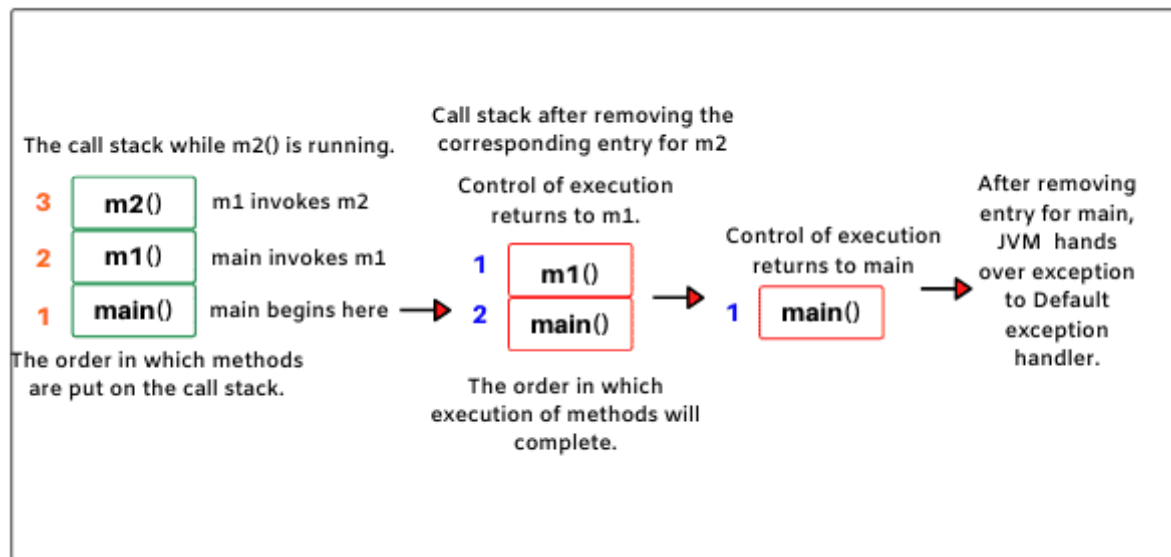 The call stack while m2() is running.
3
m2()
m1 invokes m2
2
m1()
main invokes m1
1
main()
main begins here
The order in which methods
are put on the call stack.
Call stack after removing the
corresponding entry for m2
Control of execution
returns to m1.
1
m1()
2
main()
The order in which
execution of methods will
complete.
Control of execution
returns to main
1
main()
After removing
entry for main,
JVM hands
over exception
to Default
exception
handler.